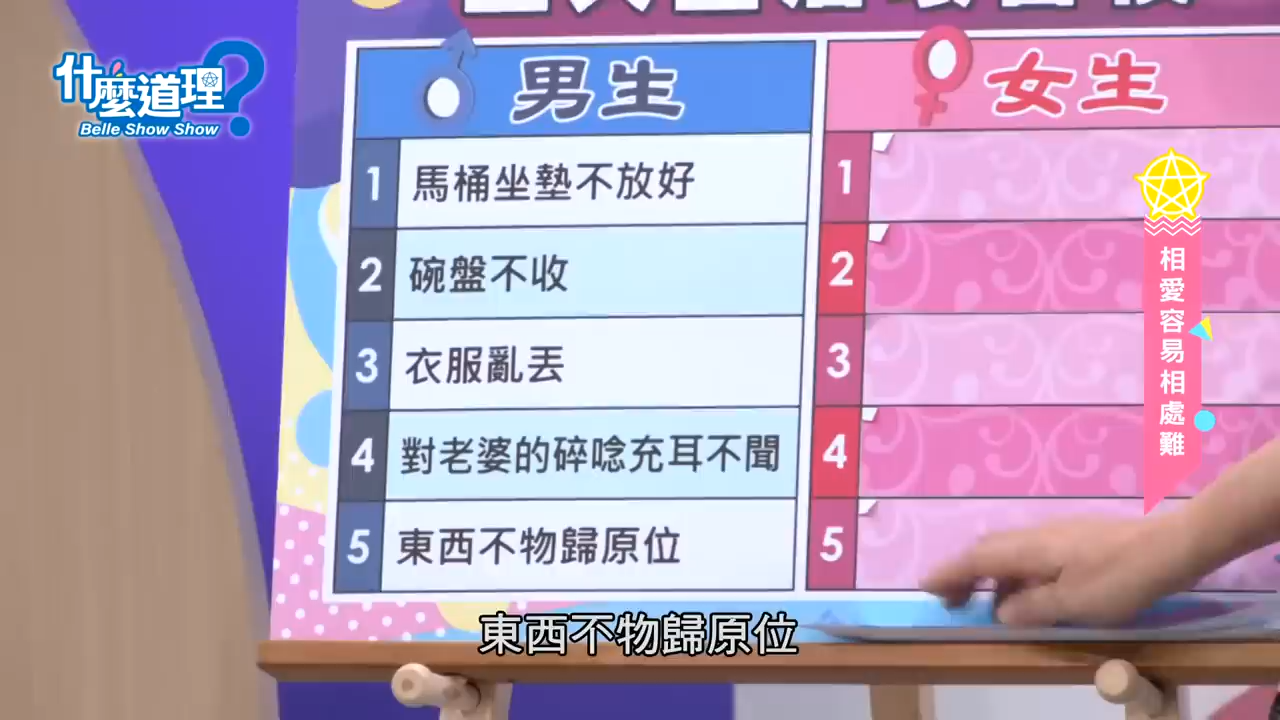 什麼道理?
Belle Show Show
男生
女生
1 馬桶坐墊不放好
2 碗盤不收
3 衣服亂丟
4 對老婆的碎唸充耳不聞
5 東西不物歸原位
1
2
3
4
5
相愛容易相處難
東西不物歸原位